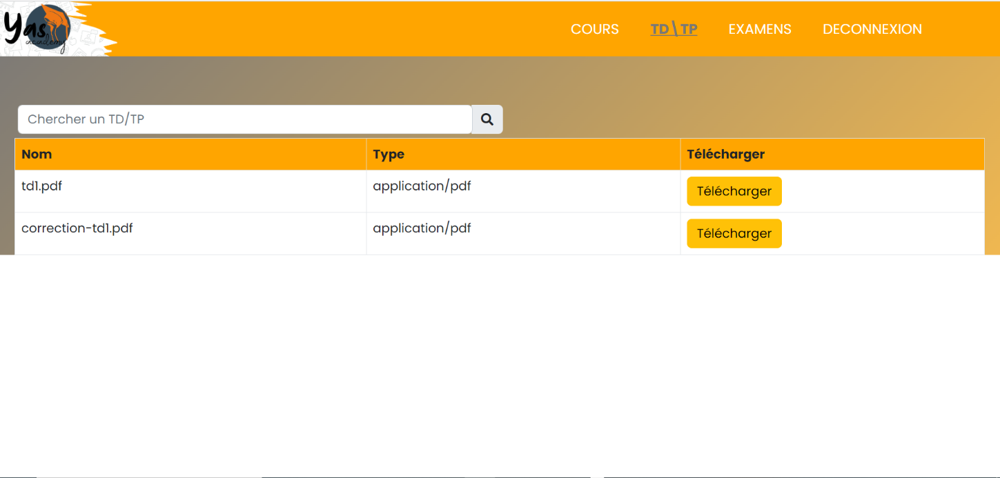 Yas
academy
COURS TD\TP EXAMENS DECONNEXION
Chercher un TD/TP
Nom Type Télécharger
td1.pdf application/pdf Télécharger
correction-td1.pdf application/pdf Télécharger